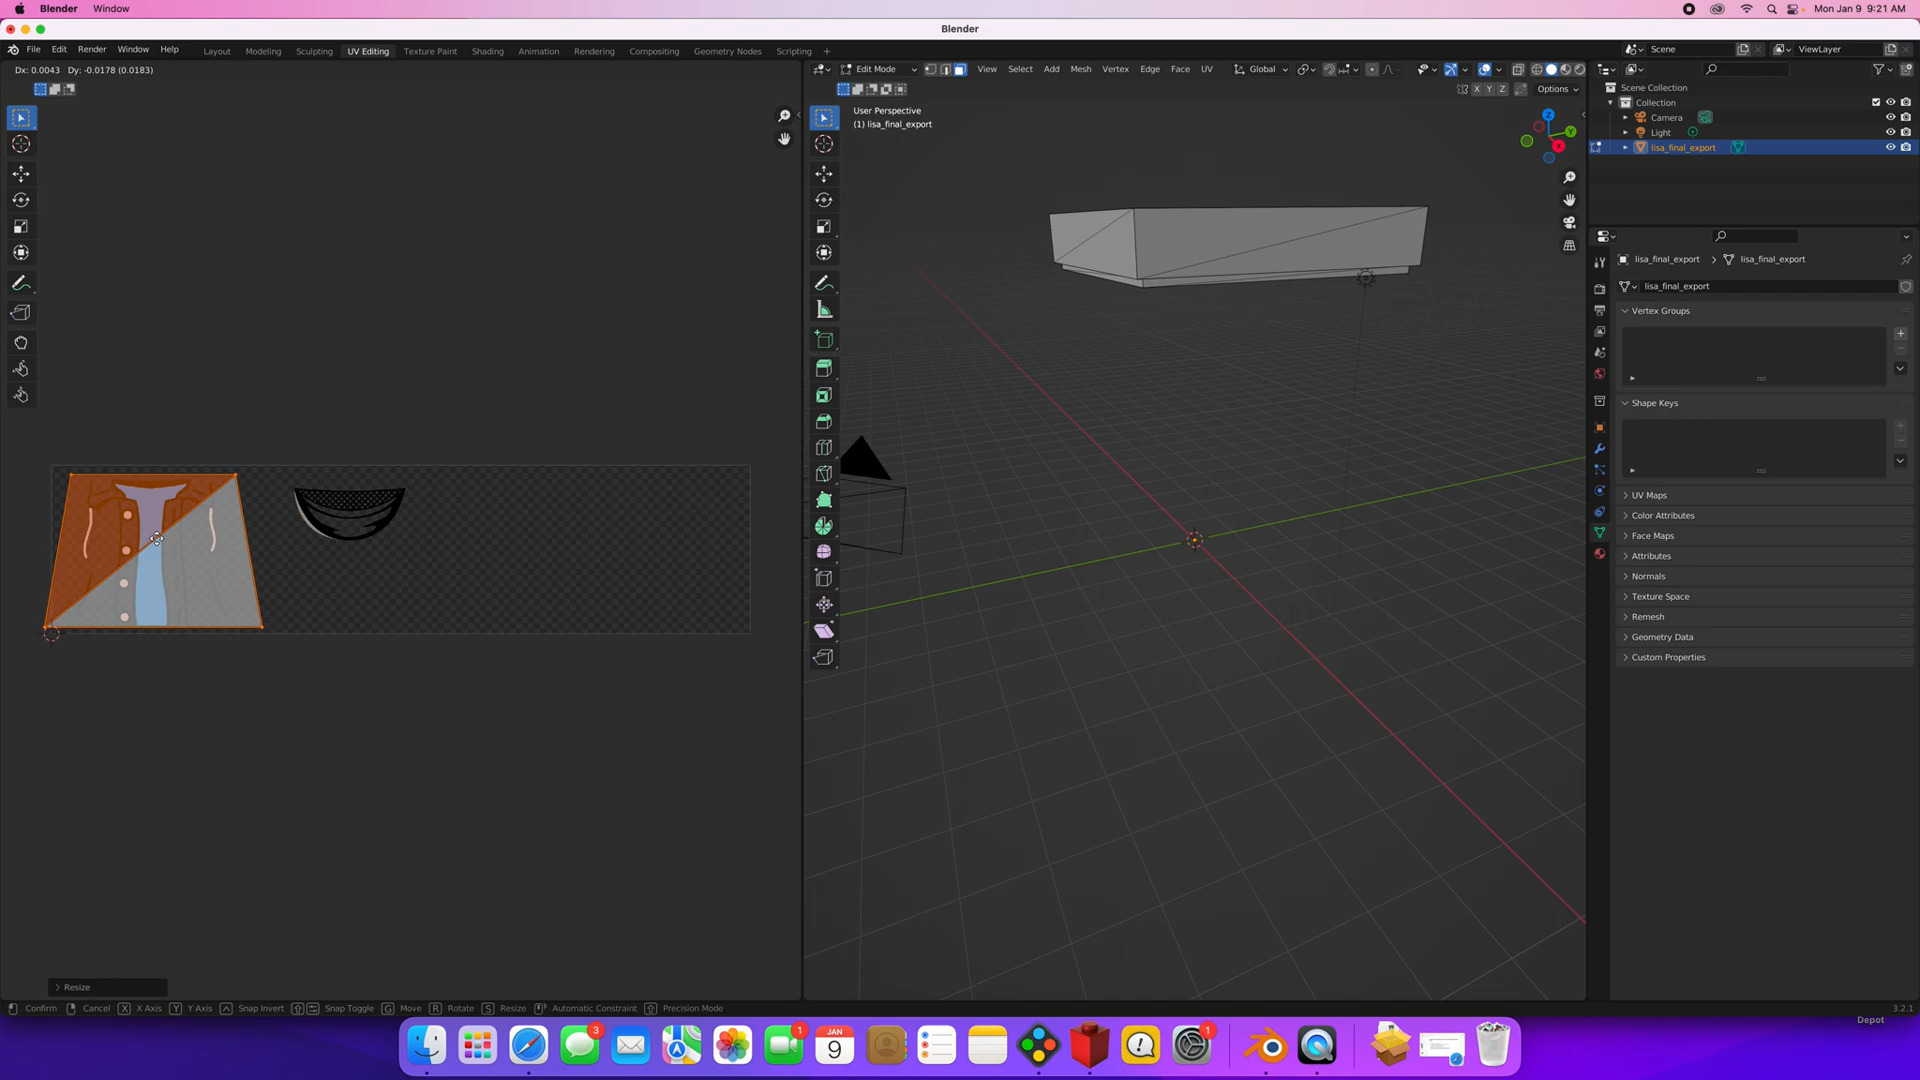 Blender Window Mon Jan 9 9:21 AM
Blender
File Edit Render Window Help Layout Modeling Sculpting UV Editing Texture Paint Shading Animation Rendering Compositing Geometry Nodes Scripting + Scene ViewLayer
Dx: 0.0043 Dy: -0.0178 (0.0183) Edit Mode View Select Add Mesh Vertex Edge Face UV Global
X Y Z Options
User Perspective
(1) lisa_final_export
Scene Collection
Collection
Camera
Light
lisa_final_export
lisa_final_export > lisa_final_export
lisa_final_export
Vertex Groups
Shape Keys
UV Maps
Color Attributes
Face Maps
Attributes
Normals
Texture Space
Remesh
Geometry Data
Custom Properties
Z
Y
X
> Resize
Confirm Cancel X X Axis Y Y Axis Snap Invert Snap Toggle G Move R Rotate S Resize Automatic Constraint Precision Mode 3.2.1
Depot
3
1
JAN
9
1